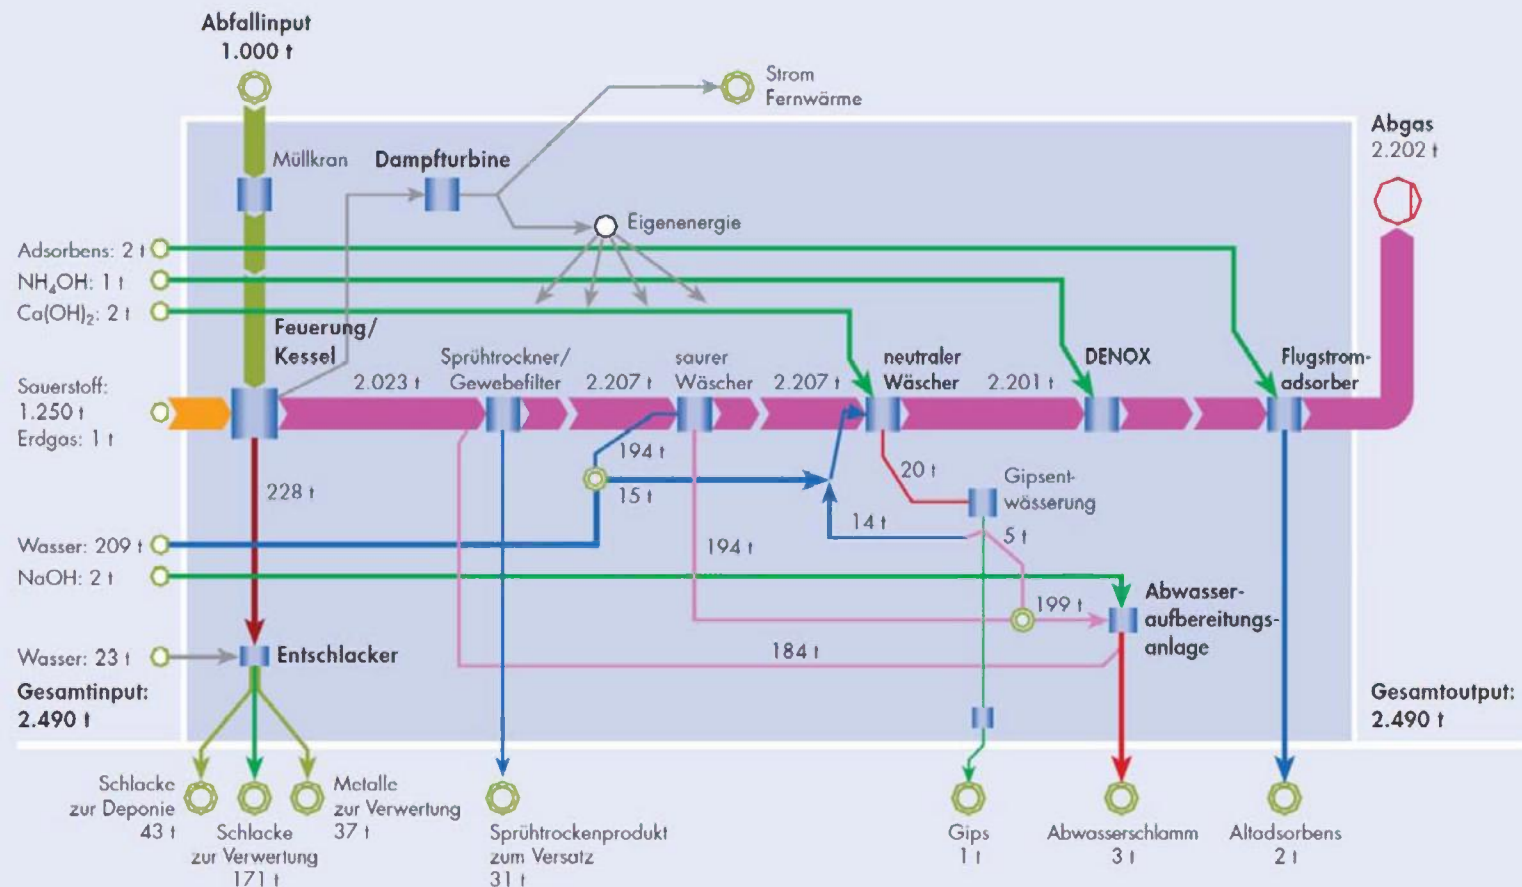 Abfallinput
1.000 t
Strom
Fernwärme
Abgas
2.202 t
Müllkran
Dampfturbine
Eigenenergie
Adsorbens: 2 t
NH₄OH: 1 t
Ca(OH)₂: 2 t
Feuerung/
Kessel
Sauerstoff:
1.250 t
Erdgas: 1 t
2.023 t
Sprühtrockner/
Gewebefilter
2.207 t
saurer
Wäscher
2.207 t
neutraler
Wäscher
2.201 t
DENOX
Flugstrom-
adsorber
228 t
194 t
15 t
20 t
Gipsent-
wässerung
14 t
5 t
Wasser: 209 t
194 t
NaOH: 2 t
199 t
Abwasser-
aufbereitungs-
anlage
Wasser: 23 t
Entschlacker
184 t
Gesamtinput:
2.490 t
Gesamtoutput:
2.490 t
Schlacke
zur Deponie
43 t
Schlacke
zur Verwertung
171 t
Metalle
zur Verwertung
37 t
Sprühtrockenprodukt
zum Versatz
31 t
Gips
1 t
Abwasserschlamm
3 t
Altadsorbens
2 t